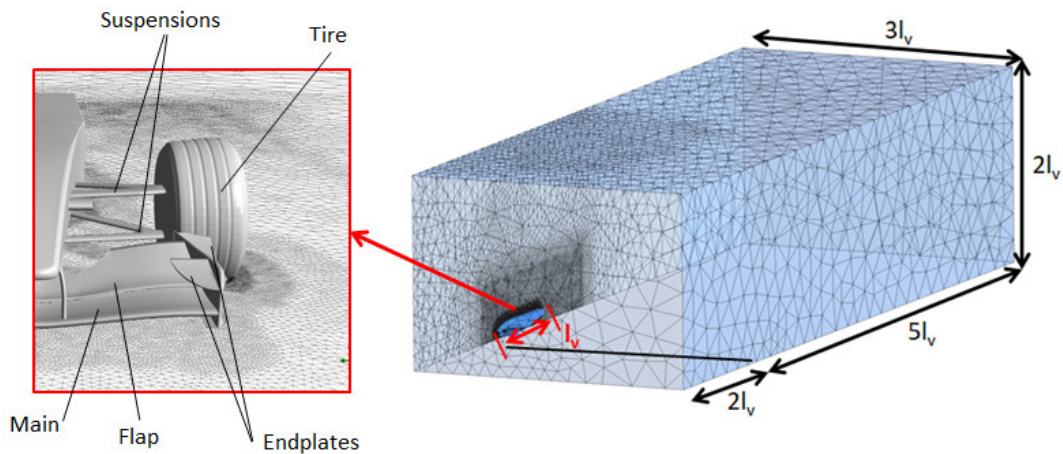 Suspensions
Tire
3lᵥ
2lᵥ
lᵥ
5lᵥ
2lᵥ
Main
Flap
Endplates